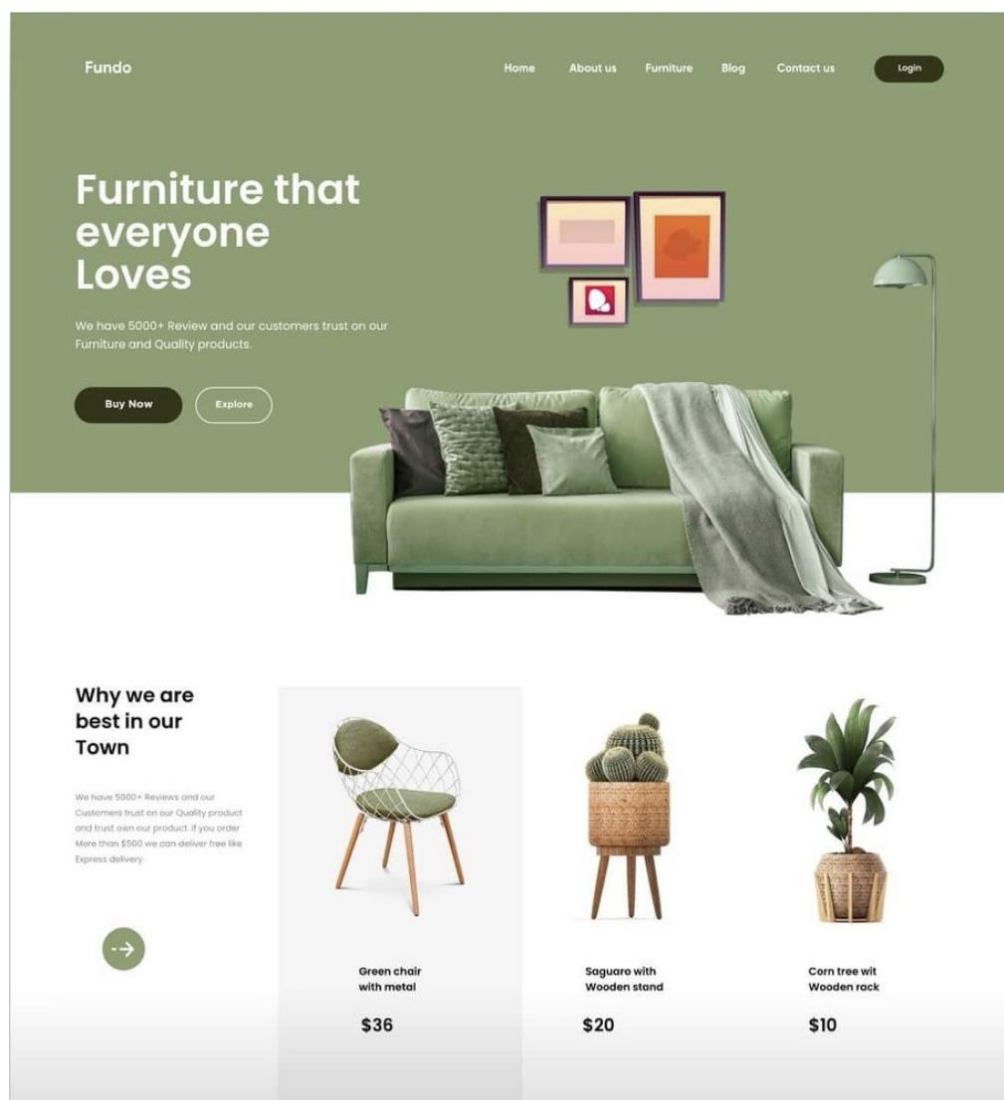 Fundo
Home About us Furniture Blog Contact us Login
Furniture that
everyone
Loves
We have 5000+ Review and our customers trust on our
Furniture and Quality products.
Buy Now Explore
Why we are
best in our
Town
We have 5000+ Reviews and our
Customers trust on our Quality product
and trust own our product. If you order
More than $500 we can deliver free like
Express delivery.
Green chair
with metal
$36
Saguaro with
Wooden stand
$20
Corn tree wit
Wooden rack
$10